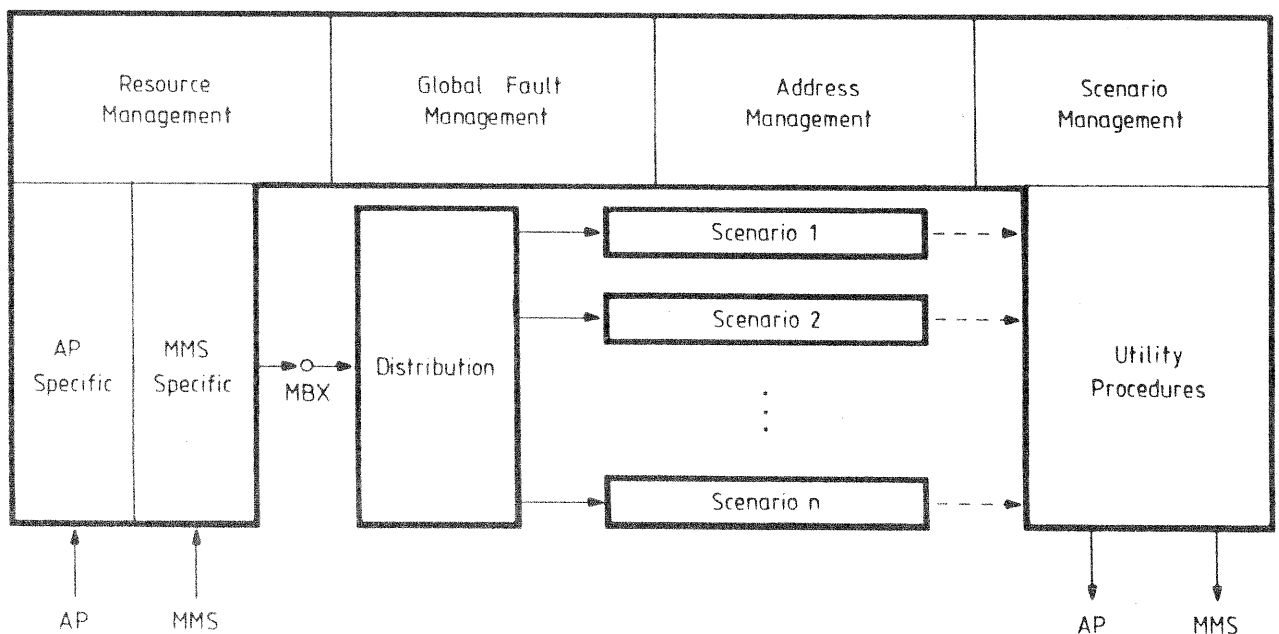 Resource
Management
Global Fault
Management
Address
Management
Scenario
Management
AP
Specific
MMS
Specific
MBX
Distribution
Scenario 1
Scenario 2
Scenario n
Utility
Procedures
AP
MMS
AP
MMS